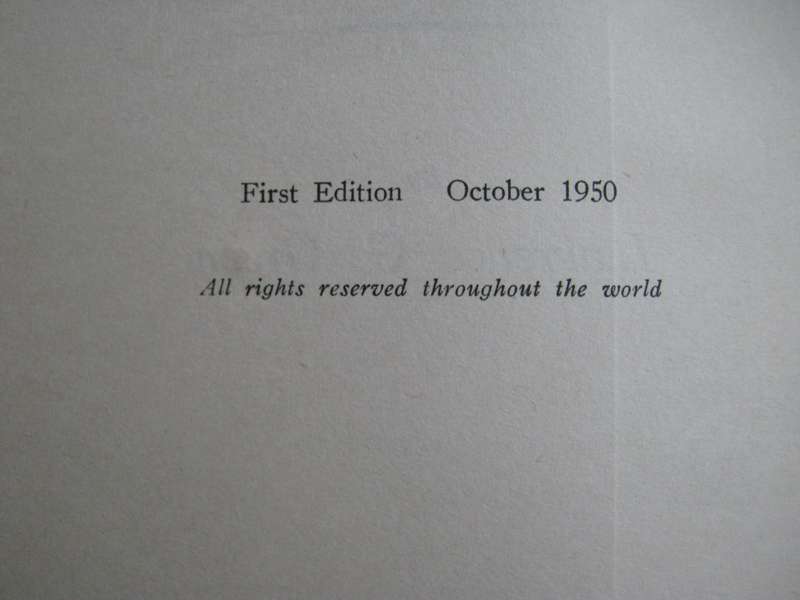 First Edition October 1950
All rights reserved throughout the world